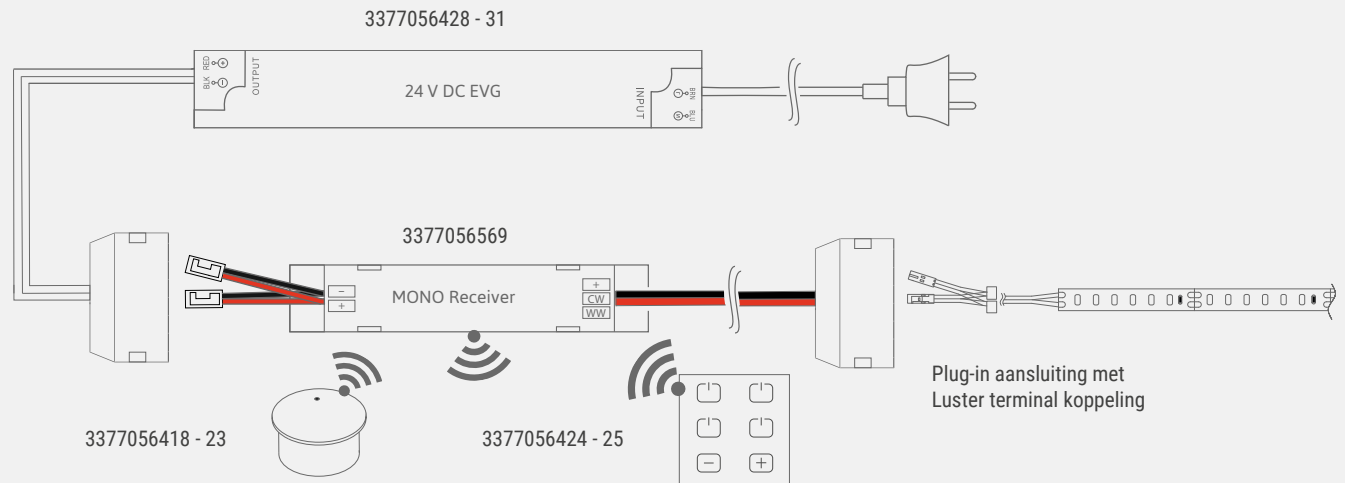 3377056428 - 31
RED
BLK
OUTPUT
24 V DC EVG
INPUT
BRN
BLU
3377056569
- 
+
MONO Receiver
+
CW
WW
3377056418 - 23
3377056424 - 25
Plug-in aansluiting met
Luster terminal koppeling